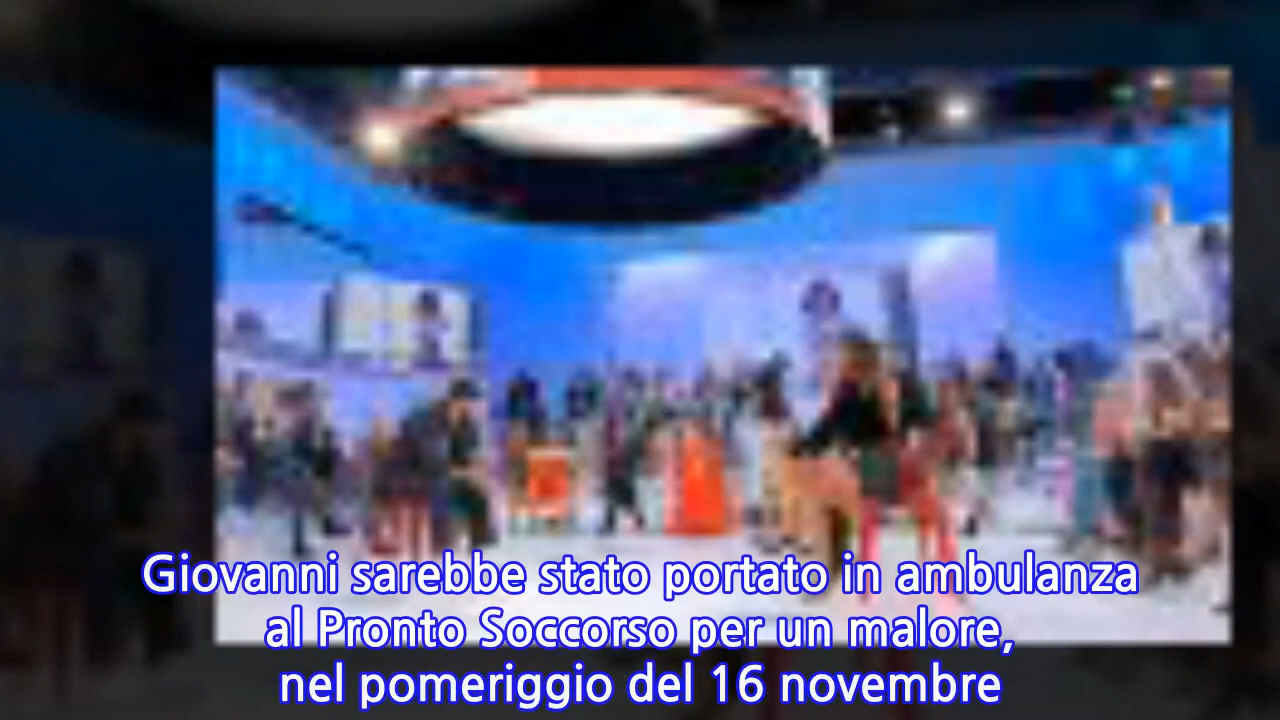 Giovanni sarebbe stato portato in ambulanza
al Pronto Soccorso per un malore,
nel pomeriggio del 16 novembre